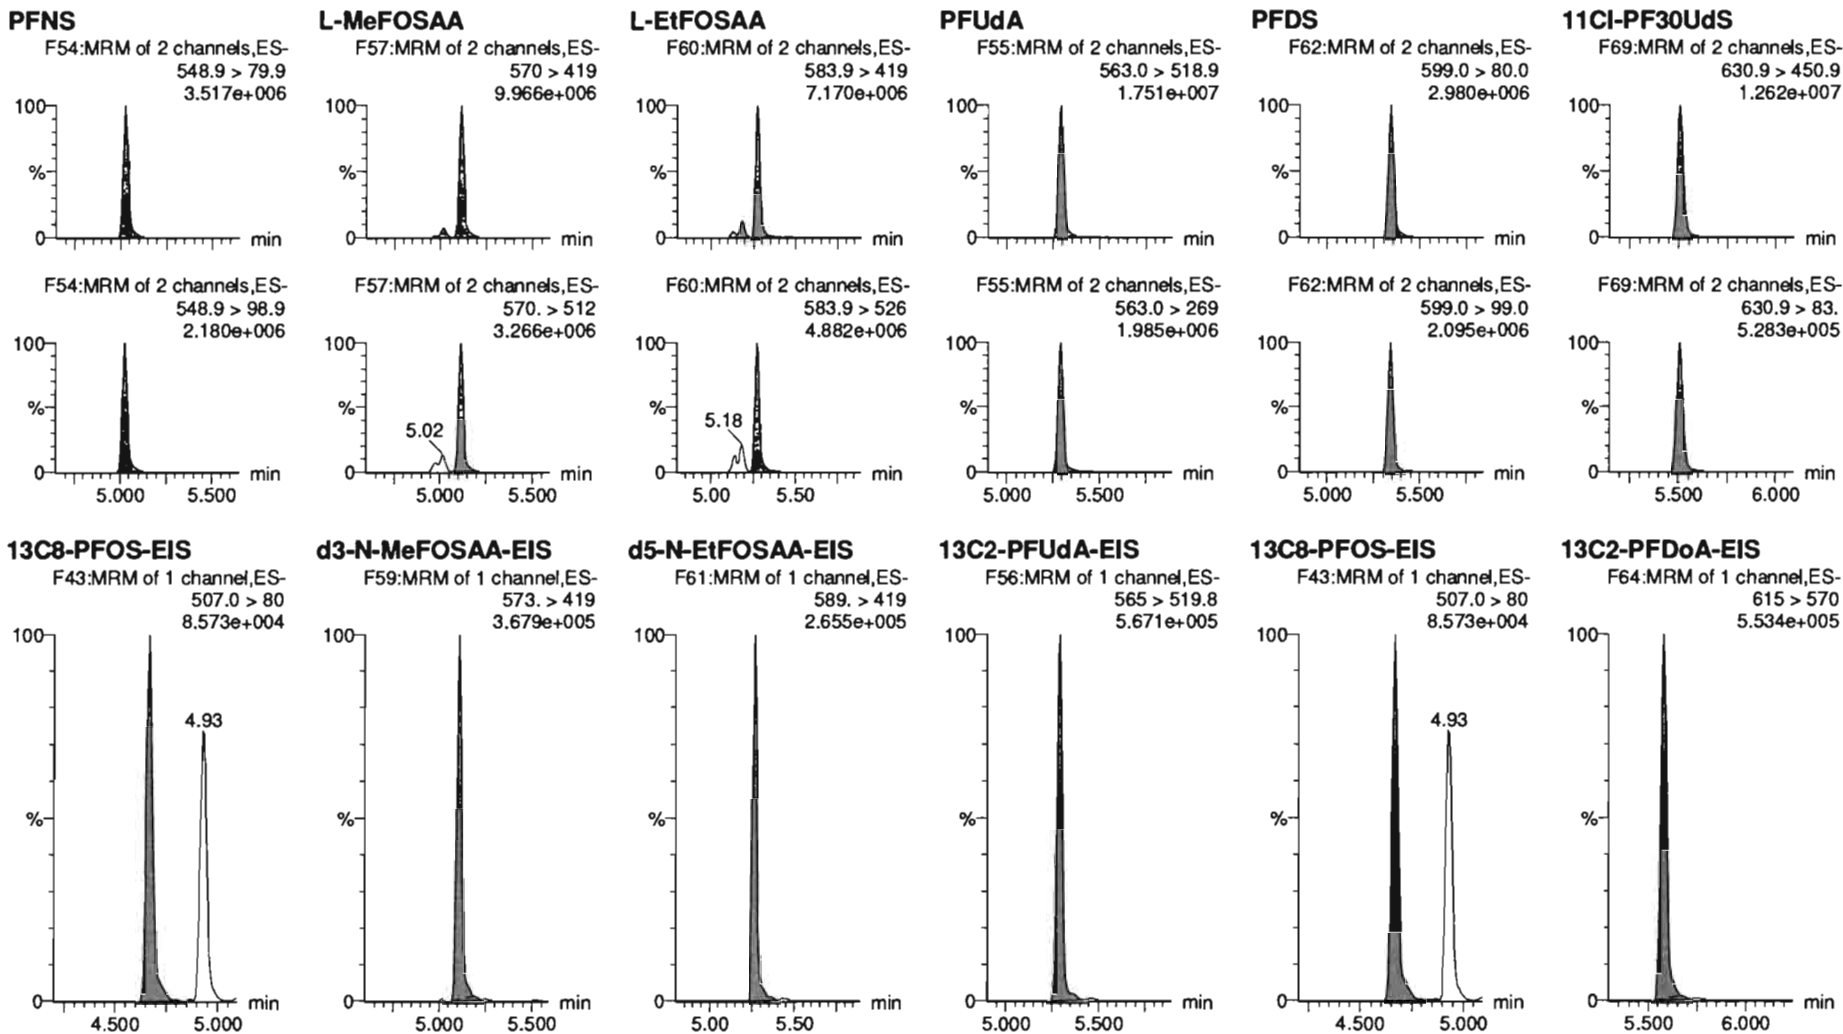 PFNS
F54:MRM of 2 channels,ES-
548.9 > 79.9
3.517e+006
100
%
0
min
F54:MRM of 2 channels,ES-
548.9 > 98.9
2.180e+006
100
%
0
min
5.000
5.500
L-MeFOSAA
F57:MRM of 2 channels,ES-
570 > 419
9.966e+006
100
%
0
min
F57:MRM of 2 channels,ES-
570. > 512
3.266e+006
100
%
5.02
0
min
5.000
5.500
L-EtFOSAA
F60:MRM of 2 channels,ES-
583.9 > 419
7.170e+006
100
%
0
min
F60:MRM of 2 channels,ES-
583.9 > 526
4.882e+006
100
%
5.18
0
min
5.00
5.50
PFUdA
F55:MRM of 2 channels,ES-
563.0 > 518.9
1.751e+007
100
%
0
min
F55:MRM of 2 channels,ES-
563.0 > 269
1.985e+006
100
%
0
min
5.000
5.500
PFDS
F62:MRM of 2 channels,ES-
599.0 > 80.0
2.980e+006
100
%
0
min
F62:MRM of 2 channels,ES-
599.0 > 99.0
2.095e+006
100
%
0
min
5.000
5.500
11Cl-PF30UdS
F69:MRM of 2 channels,ES-
630.9 > 450.9
1.262e+007
100
%
0
min
F69:MRM of 2 channels,ES-
630.9 > 83.
5.283e+005
100
%
0
min
5.500
6.000
13C8-PFOS-EIS
F43:MRM of 1 channel,ES-
507.0 > 80
8.573e+004
100
4.93
%
0
min
4.500
5.000
d3-N-MeFOSAA-EIS
F59:MRM of 1 channel,ES-
573. > 419
3.679e+005
100
%
0
min
5.000
5.500
d5-N-EtFOSAA-EIS
F61:MRM of 1 channel,ES-
589. > 419
2.655e+005
100
%
0
min
5.00
5.50
13C2-PFUdA-EIS
F56:MRM of 1 channel,ES-
565 > 519.8
5.671e+005
100
%
0
min
5.000
5.500
13C8-PFOS-EIS
F43:MRM of 1 channel,ES-
507.0 > 80
8.573e+004
100
4.93
%
0
min
4.500
5.000
13C2-PFDoA-EIS
F64:MRM of 1 channel,ES-
615 > 570
5.534e+005
100
%
0
min
5.500
6.000